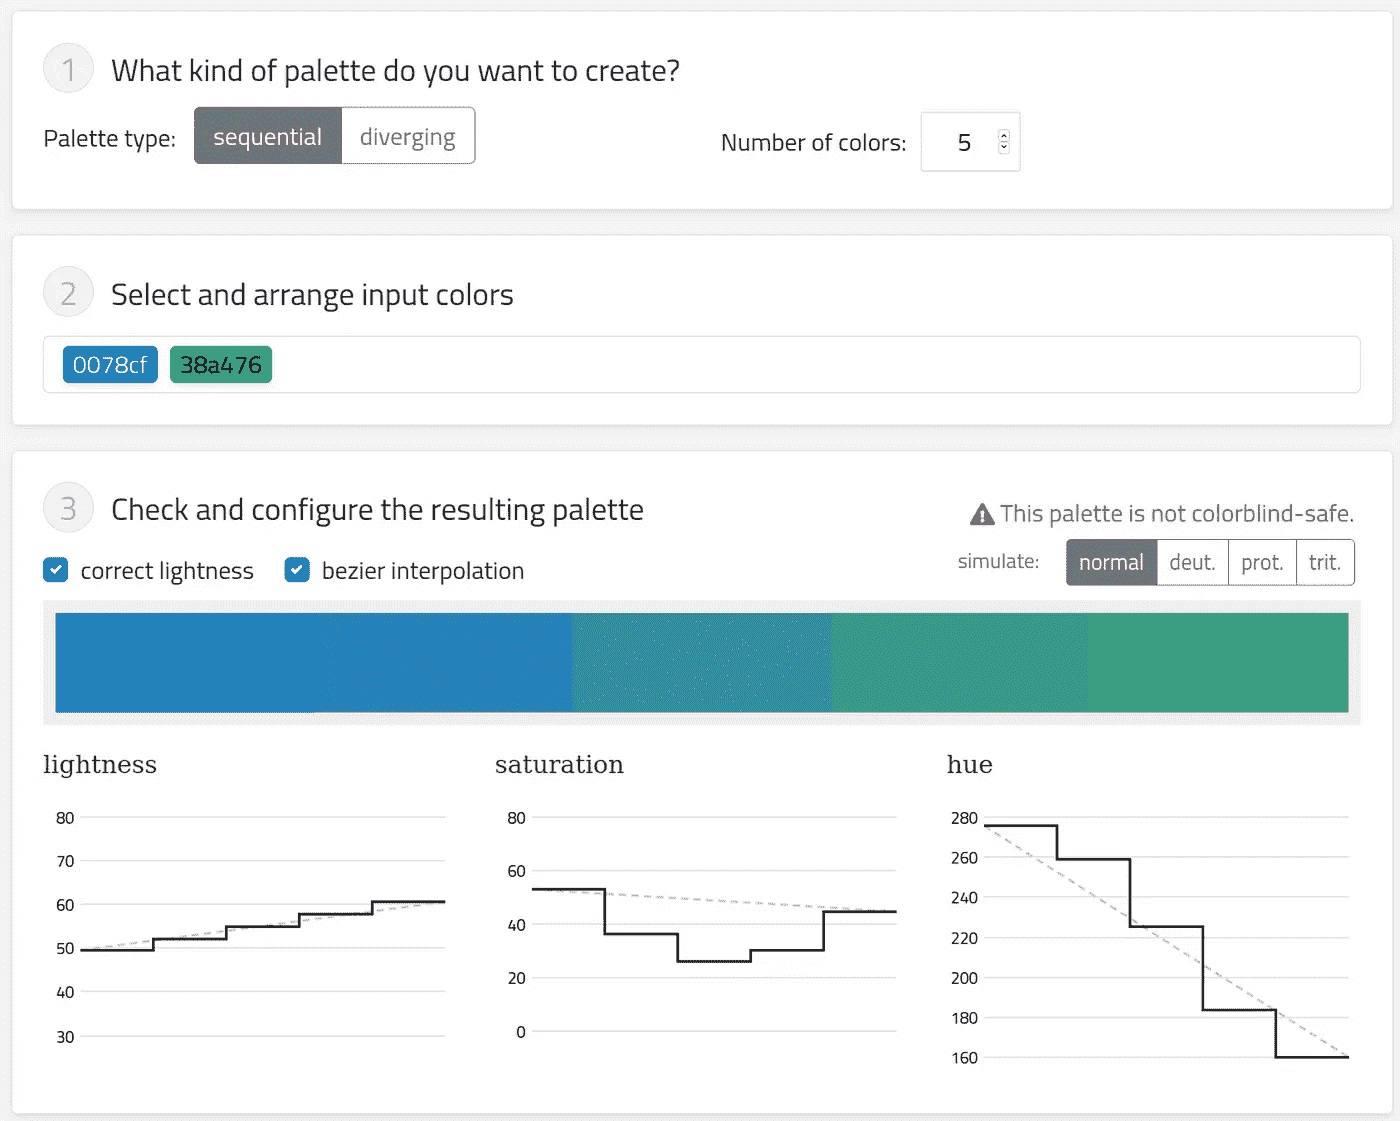 1 What kind of palette do you want to create?
Palette type: sequential diverging Number of colors: 5
2 Select and arrange input colors
0078cf 38a476
3 Check and configure the resulting palette
This palette is not colorblind-safe.
correct lightness bezier interpolation simulate: normal deut. prot. trit.
lightness
80
70
60
50
40
30
saturation
80
60
40
20
0
hue
280
260
240
220
200
180
160